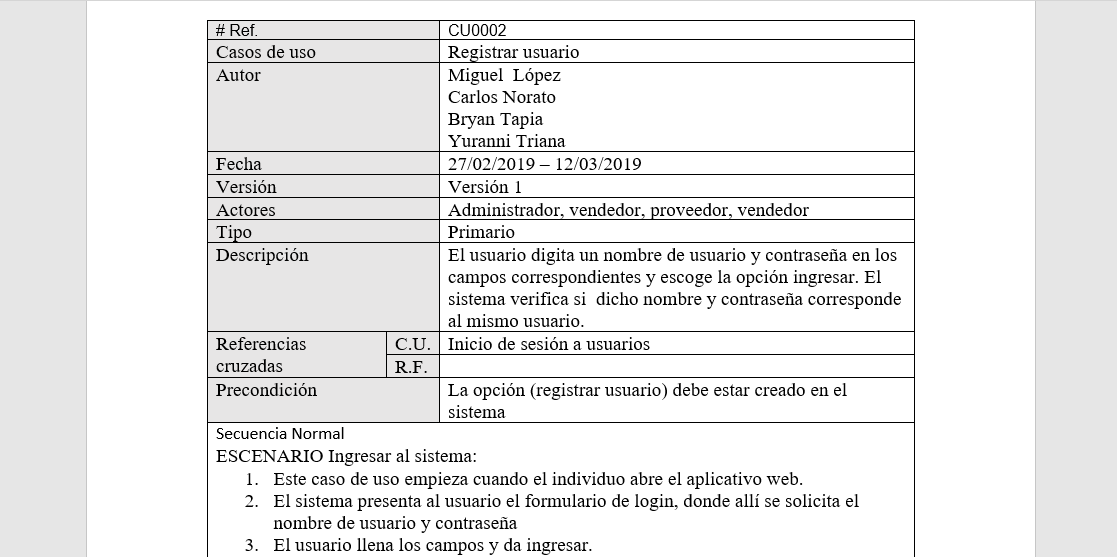 # Ref. CU0002
Casos de uso Registrar usuario
Autor Miguel  López
Carlos Norato
Bryan Tapia
Yuranni Triana
Fecha 27/02/2019 – 12/03/2019
Versión Versión 1
Actores Administrador, vendedor, proveedor, vendedor
Tipo Primario
Descripción El usuario digita un nombre de usuario y contraseña en los
campos correspondientes y escoge la opción ingresar. El
sistema verifica si  dicho nombre y contraseña corresponde
al mismo usuario.
Referencias C.U. Inicio de sesión a usuarios
cruzadas R.F.
Precondición La opción (registrar usuario) debe estar creado en el
sistema
Secuencia Normal
ESCENARIO Ingresar al sistema:
1. Este caso de uso empieza cuando el individuo abre el aplicativo web.
2. El sistema presenta al usuario el formulario de login, donde allí se solicita el
nombre de usuario y contraseña
3. El usuario llena los campos y da ingresar.